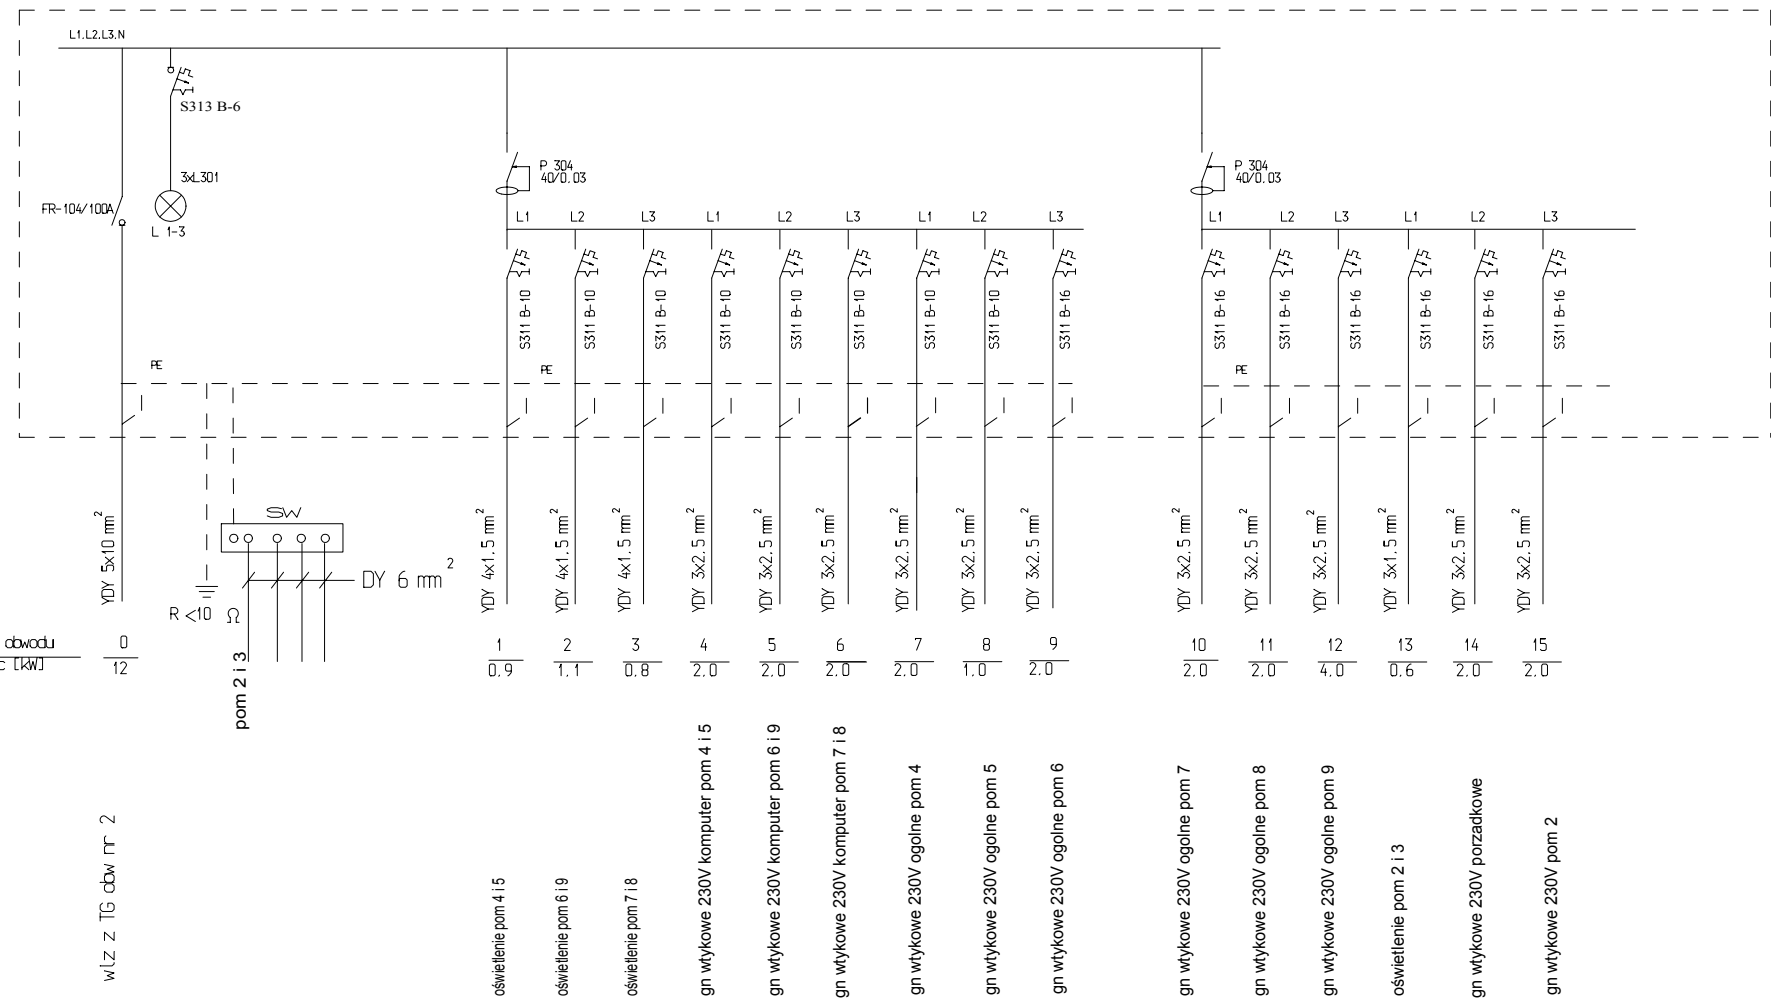 L1.L2.L3.N
S313 B-6
3xL301
FR-104/100A
L 1-3
P 304
40/0.03
P 304
40/0.03
L1 L2 L3 L1 L2 L3 L1 L2 L3
L1 L2 L3 L1 L2 L3
S311 B-10
S311 B-10
S311 B-10
S311 B-10
S311 B-10
S311 B-10
S311 B-10
S311 B-10
S311 B-16
S311 B-16
S311 B-16
S311 B-16
S311 B-16
S311 B-16
S311 B-16
PE
PE
PE
YDY 5x10 mm²
SW
DY 6 mm²
R <10 Ω
pom 2 i 3
YDY 4x1.5 mm²
YDY 4x1.5 mm²
YDY 4x1.5 mm²
YDY 3x2.5 mm²
YDY 3x2.5 mm²
YDY 3x2.5 mm²
YDY 3x2.5 mm²
YDY 3x2.5 mm²
YDY 3x2.5 mm²
YDY 3x2.5 mm²
YDY 3x2.5 mm²
YDY 3x2.5 mm²
YDY 3x1.5 mm²
YDY 3x2.5 mm²
YDY 3x2.5 mm²
obwodu 0 1 2 3 4 5 6 7 8 9 10 11 12 13 14 15
c [kW] 12 0.9 1.1 0.8 2.0 2.0 2.0 2.0 1.0 2.0 2.0 2.0 4.0 0.6 2.0 2.0
wlz z TG obw nr 2
oświetlenie pom 4 i 5
oświetlenie pom 6 i 9
oświetlenie pom 7 i 8
gn wtykowe 230V komputer pom 4 i 5
gn wtykowe 230V komputer pom 6 i 9
gn wtykowe 230V komputer pom 7 i 8
gn wtykowe 230V ogolne pom 4
gn wtykowe 230V ogolne pom 5
gn wtykowe 230V ogolne pom 6
gn wtykowe 230V ogolne pom 7
gn wtykowe 230V ogolne pom 8
gn wtykowe 230V ogolne pom 9
oświetlenie pom 2 i 3
gn wtykowe 230V porzadkowe
gn wtykowe 230V pom 2